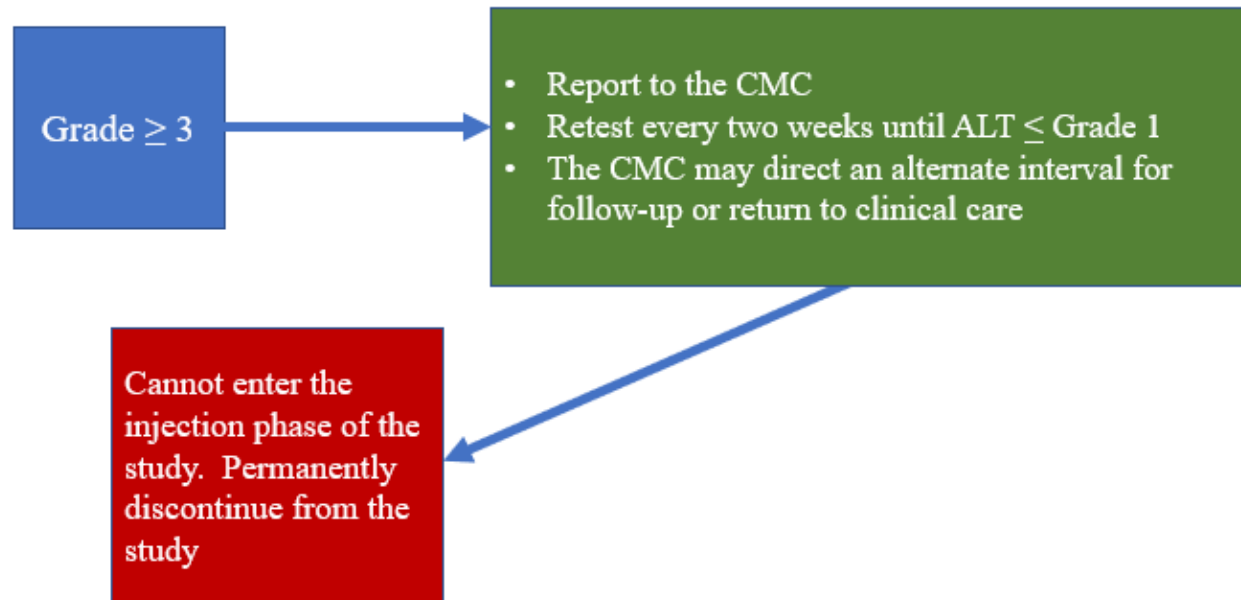 Grade ≥ 3
• Report to the CMC
• Retest every two weeks until ALT ≤ Grade 1
• The CMC may direct an alternate interval for
follow-up or return to clinical care
Cannot enter the
injection phase of the
study.  Permanently
discontinue from the
study